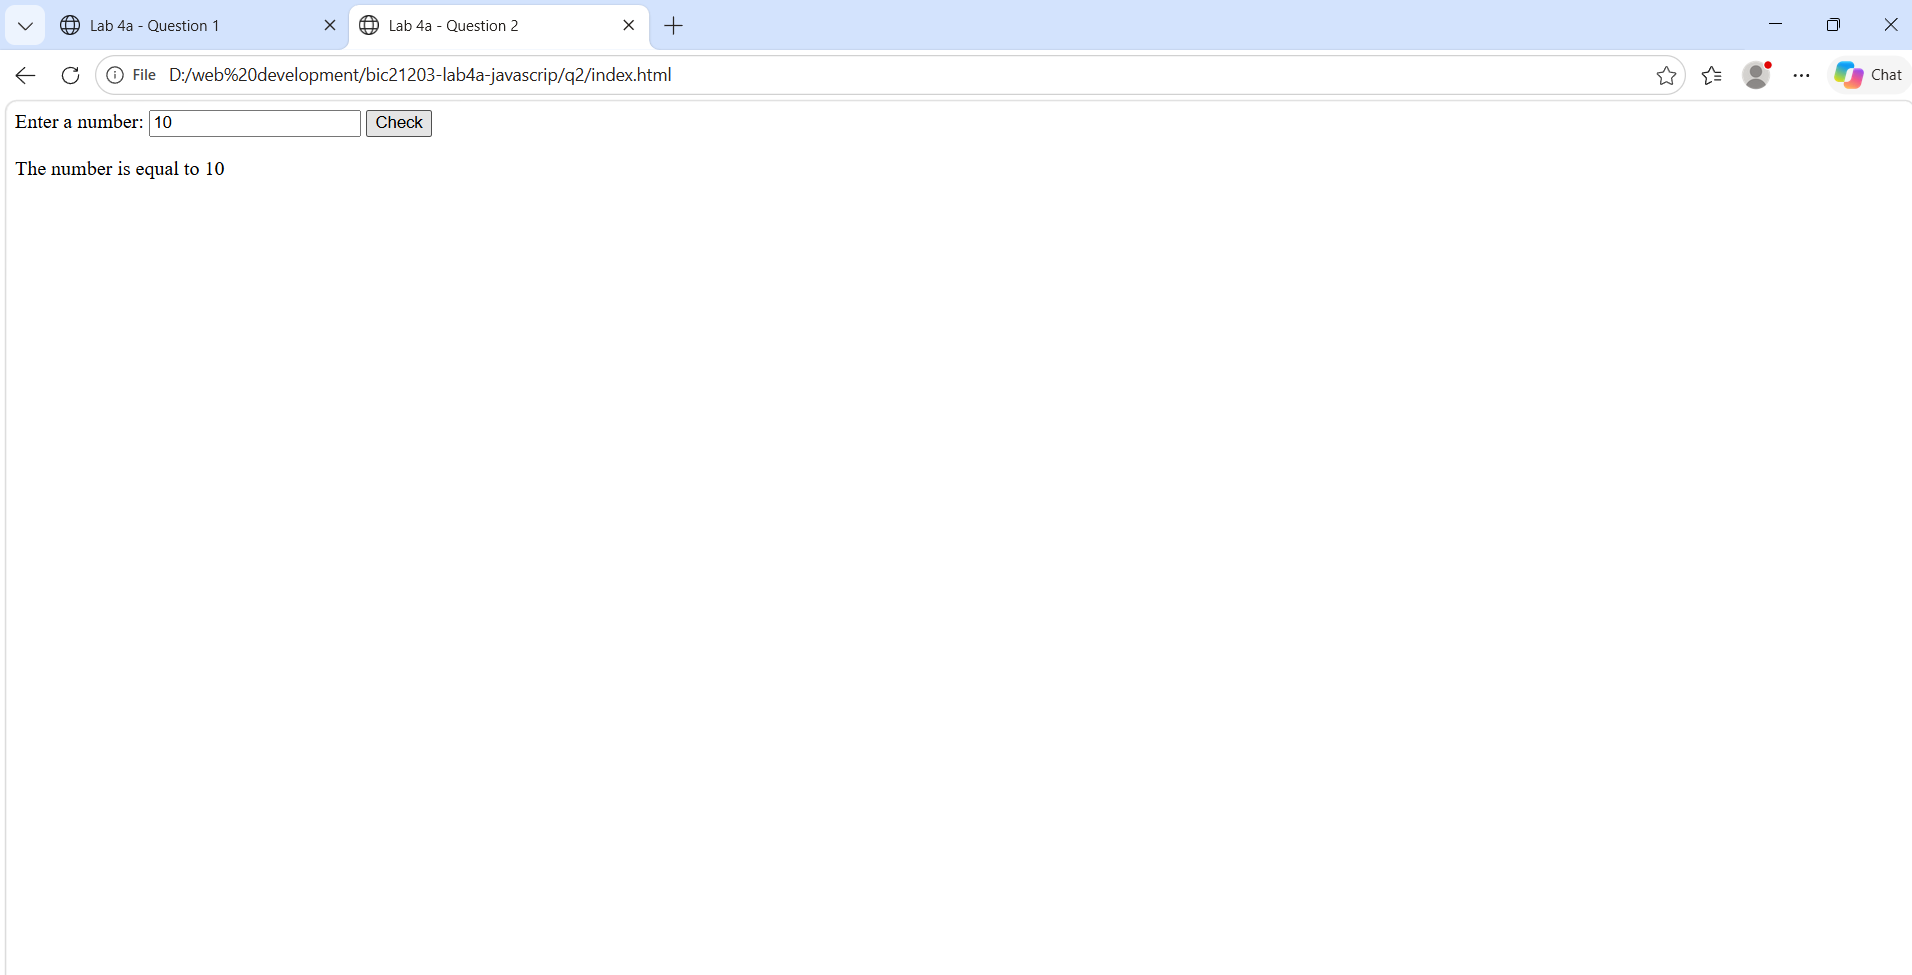 Lab 4a - Question 1
Lab 4a - Question 2
File D:/web%20development/bic21203-lab4a-javascrip/q2/index.html
Chat
Enter a number: 10 Check
The number is equal to 10